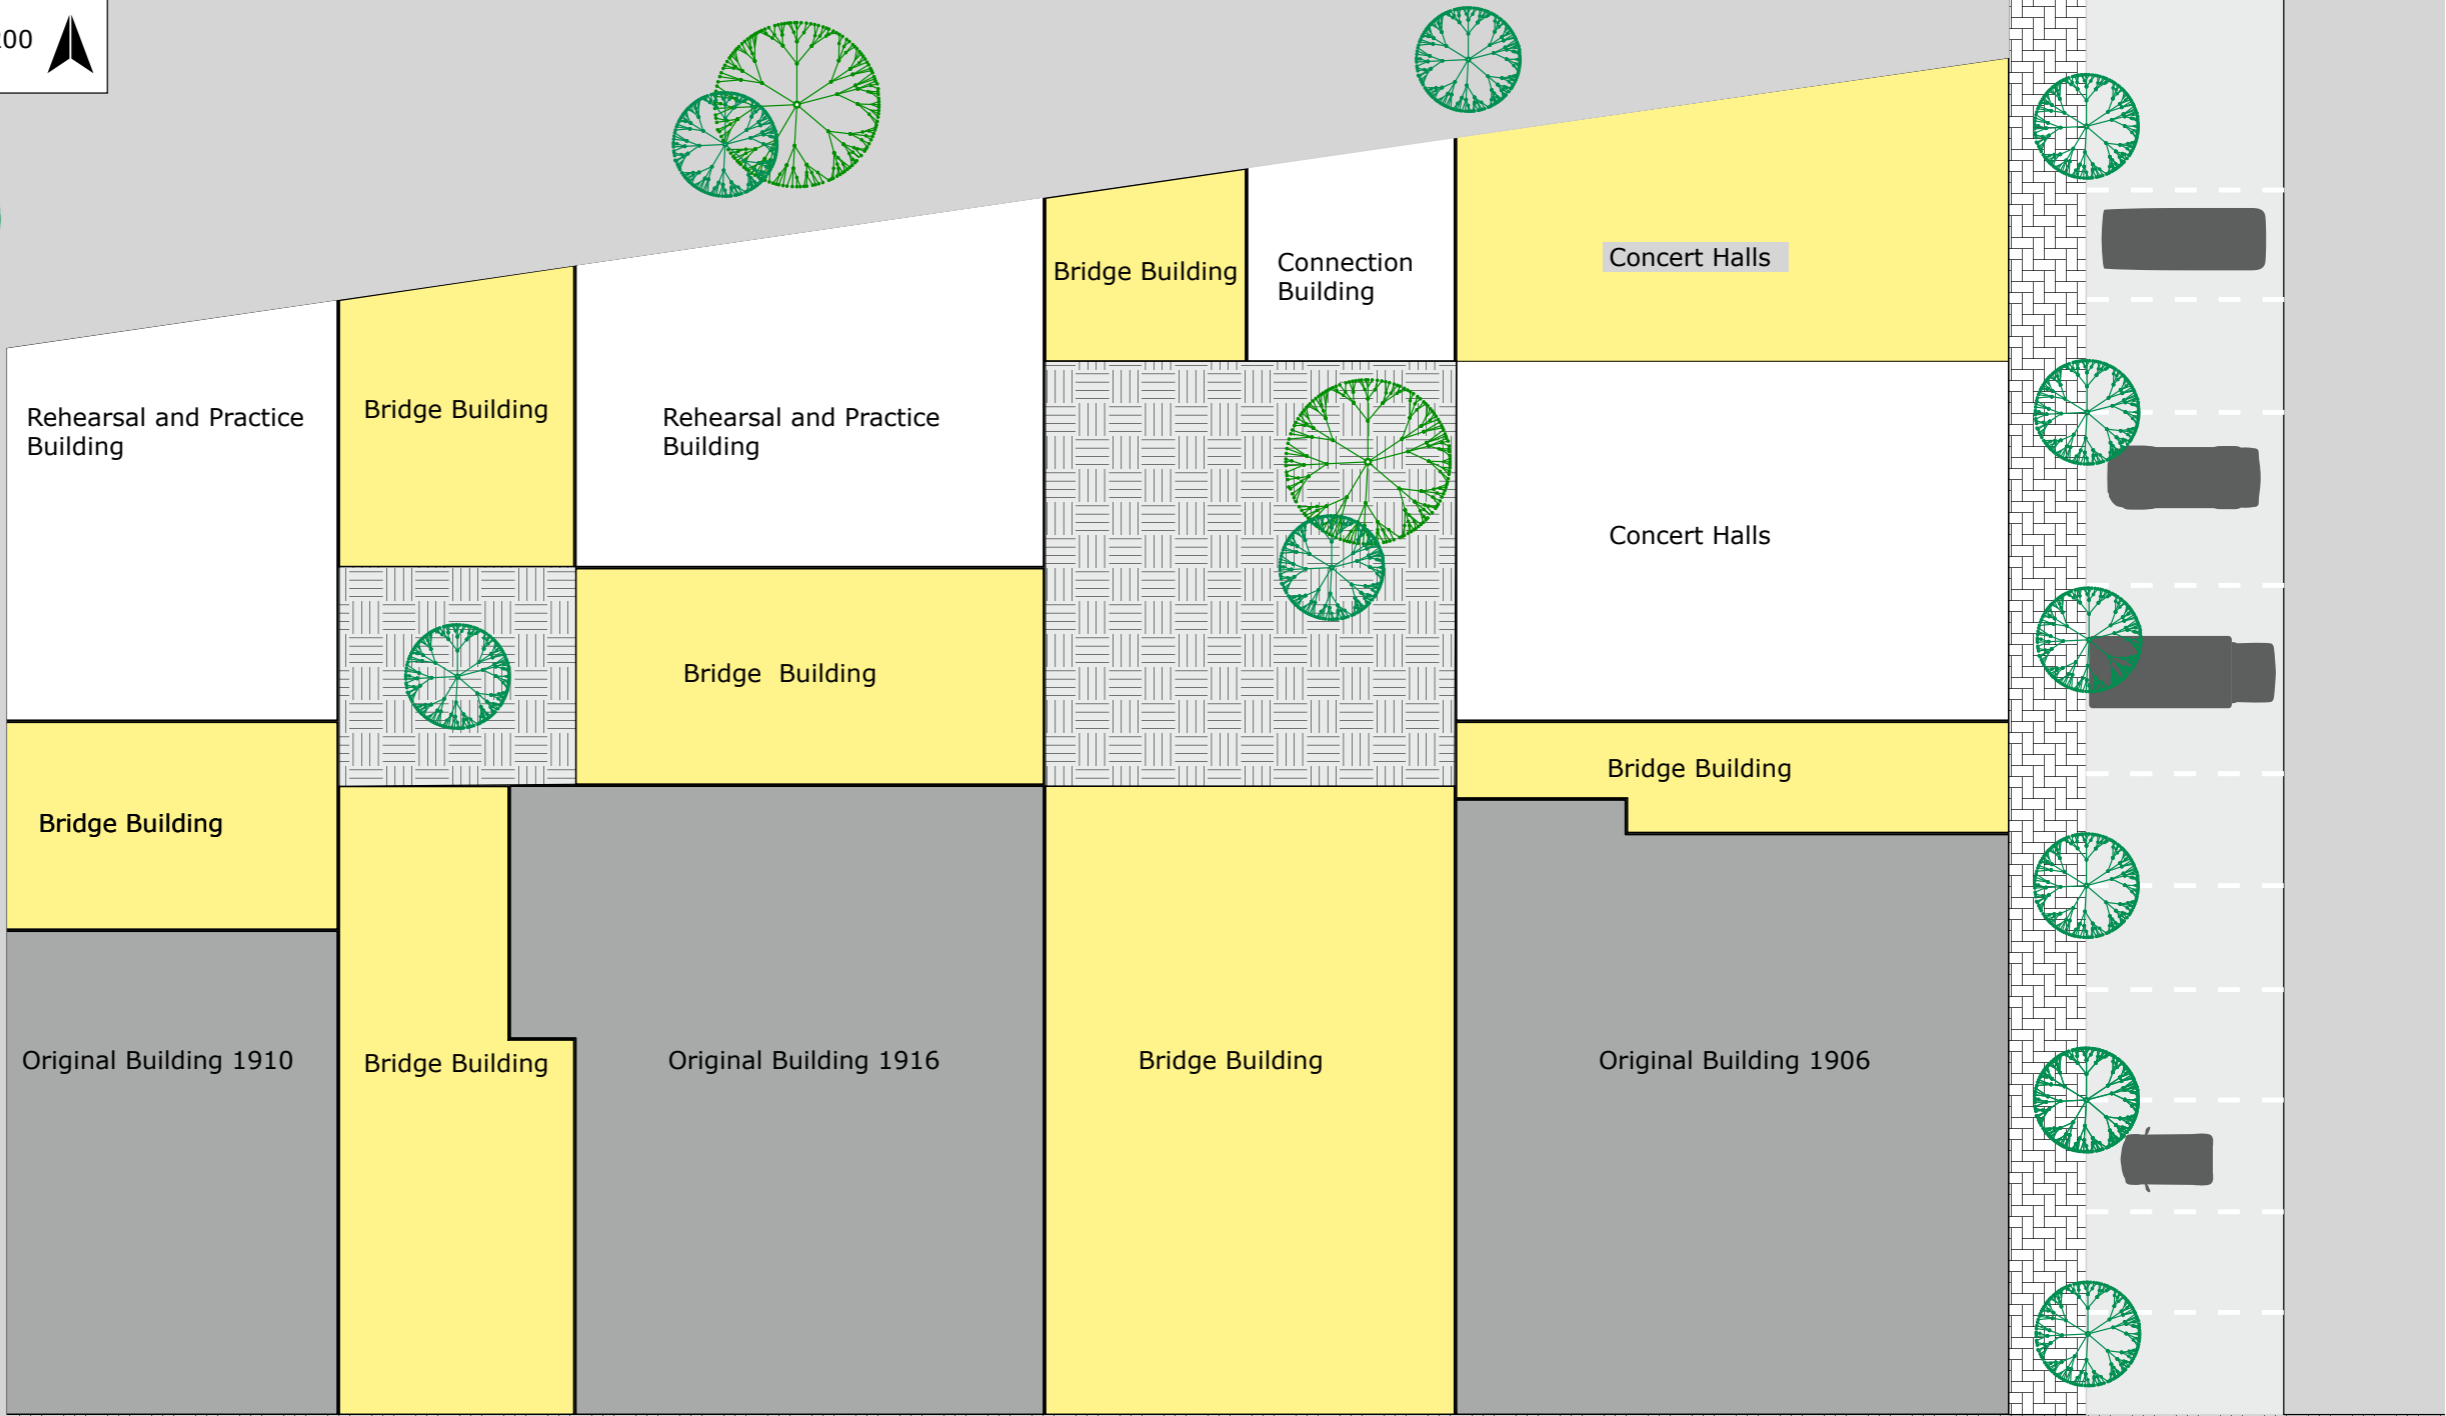 00
Concert Halls
Bridge Building
Connection
Building
Bridge Building
Rehearsal and Practice
Building
Rehearsal and Practice
Building
Concert Halls
Bridge  Building
Bridge Building
Bridge Building
Original Building 1910
Bridge Building
Original Building 1916
Bridge Building
Original Building 1906